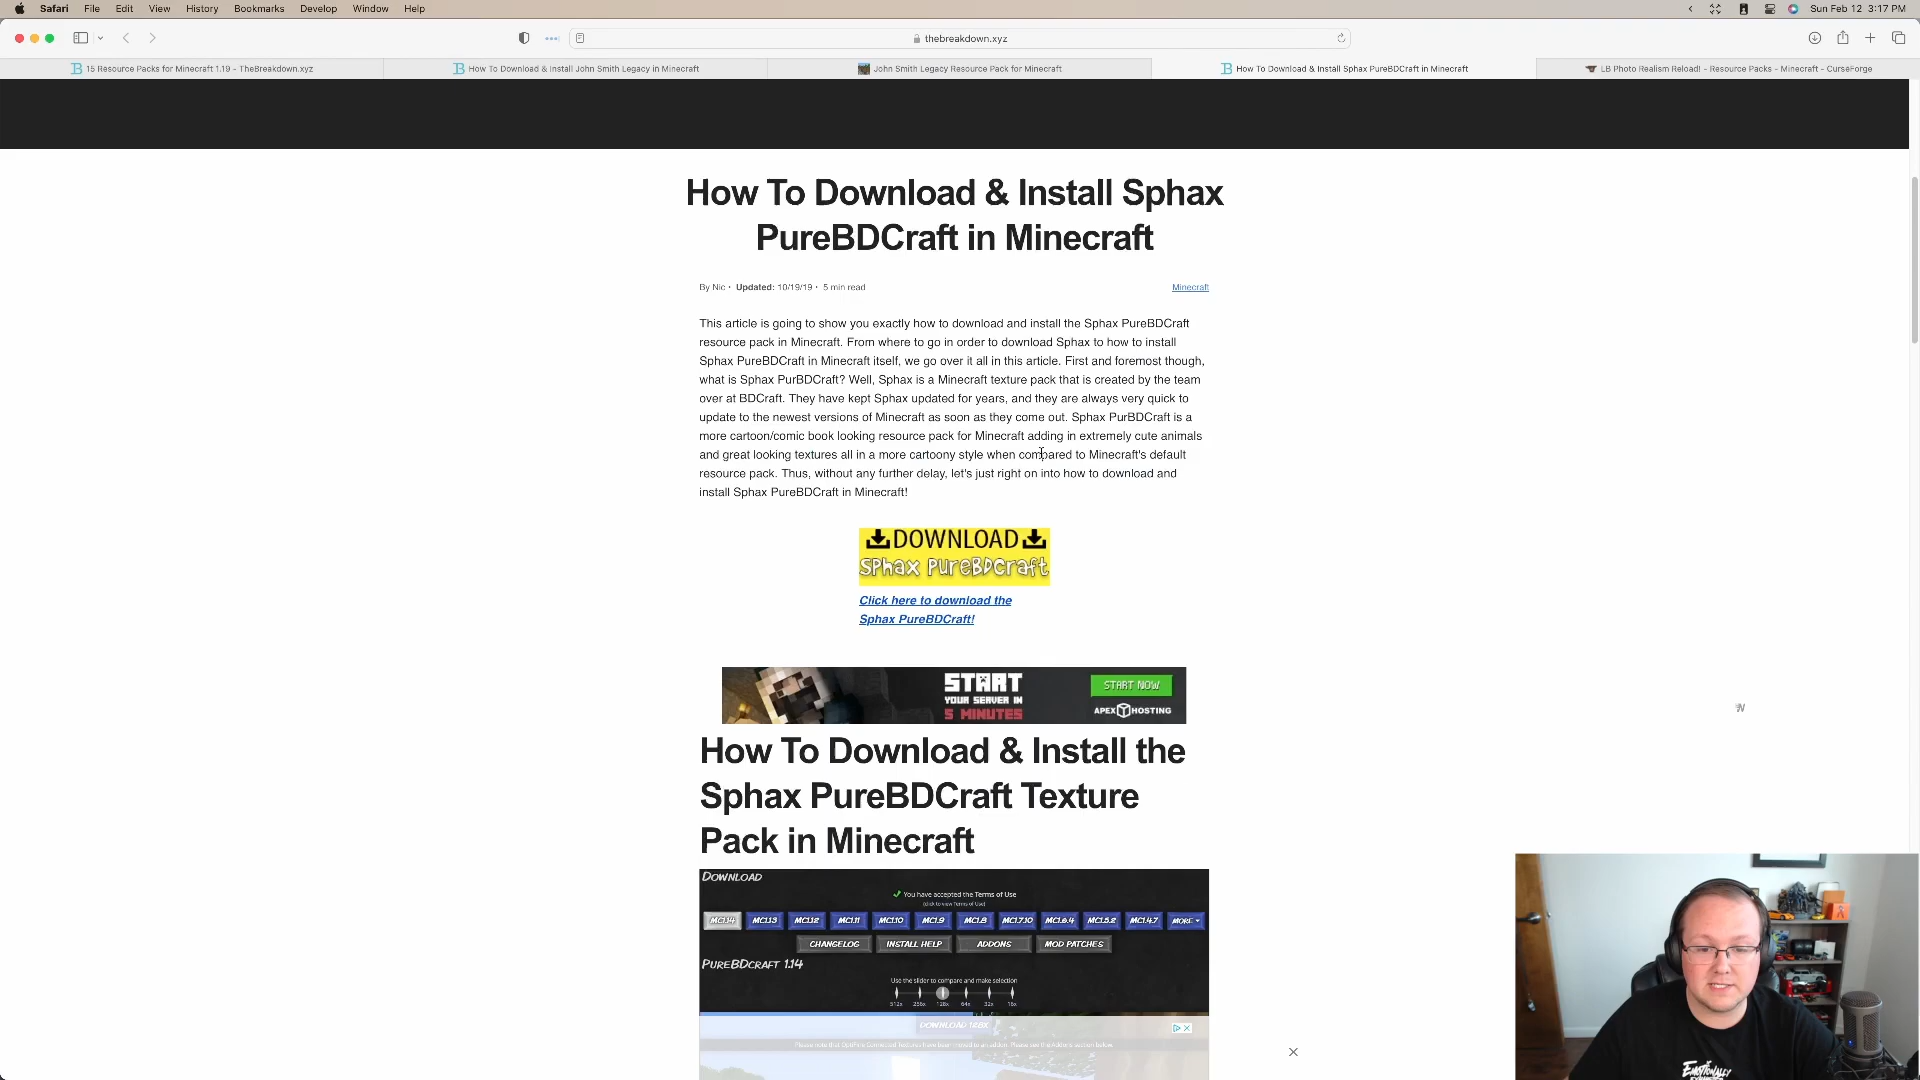 Safari File Edit View History Bookmarks Develop Window Help Sun Feb 12 3:17 PM
thebreakdown.xyz
15 Resource Packs for Minecraft 1.19 - TheBreakdown.xyz
How To Download & Install John Smith Legacy in Minecraft
John Smith Legacy Resource Pack for Minecraft
How To Download & Install Sphax PureBDCraft in Minecraft
LB Photo Realism Reload! - Resource Packs - Minecraft - CurseForge
How To Download & Install Sphax
PureBDCraft in Minecraft
By Nic • Updated: 10/19/19 • 5 min read Minecraft
This article is going to show you exactly how to download and install the Sphax PureBDCraft
resource pack in Minecraft. From where to go in order to download Sphax to how to install
Sphax PureBDCraft in Minecraft itself, we go over it all in this article. First and foremost though,
what is Sphax PurBDCraft? Well, Sphax is a Minecraft texture pack that is created by the team
over at BDCraft. They have kept Sphax updated for years, and they are always very quick to
update to the newest versions of Minecraft as soon as they come out. Sphax PurBDCraft is a
more cartoon/comic book looking resource pack for Minecraft adding in extremely cute animals
and great looking textures all in a more cartoony style when compared to Minecraft's default
resource pack. Thus, without any further delay, let's just right on into how to download and
install Sphax PureBDCraft in Minecraft!
DOWNLOAD
Sphax PureBDcraft
Click here to download the
Sphax PureBDCraft!
START
YOUR SERVER IN
5 MINUTES
START NOW
APEX HOSTING
How To Download & Install the
Sphax PureBDCraft Texture
Pack in Minecraft
DOWNLOAD
You have accepted the Terms of Use
(click to view Terms of Use)
MC1.14 MC1.13 MC1.12 MC1.11 MC1.10 MC1.9 MC1.8 MC1.7.10 MC1.6.4 MC1.5.2 MC1.4.7 MORE
CHANGELOG INSTALL HELP ADDONS MOD PATCHES
PUREBDCRAFT 1.14
Use the slider to compare and make selection
512x 256x 128x 64x 32x 16x
DOWNLOAD 128X
Please note that OptiFine Connected Textures have been moved to an addon. Please see the Addons section below.
EMOTIONALLY